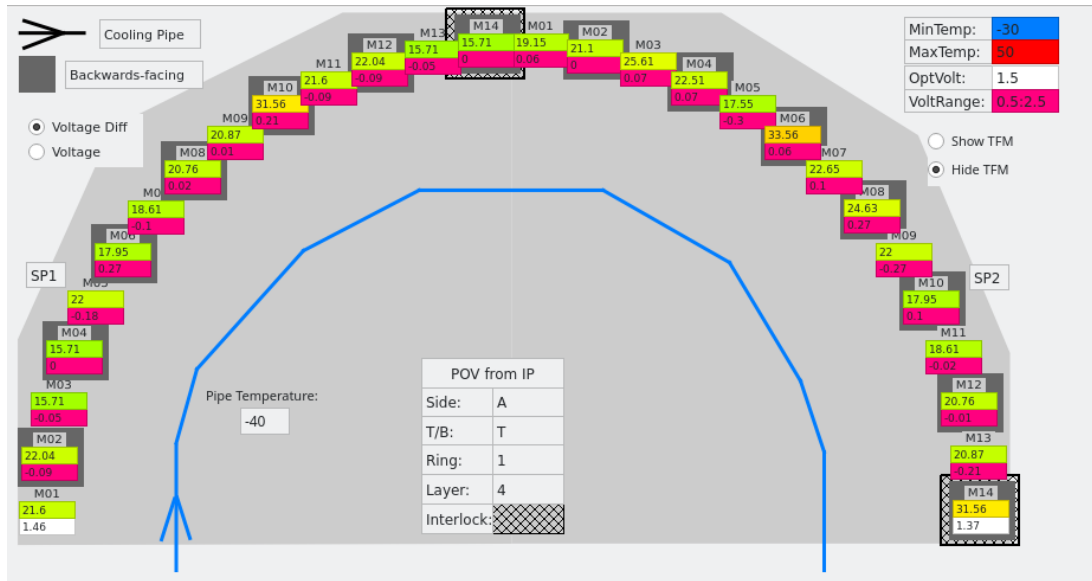 Cooling Pipe
Backwards-facing
Voltage Diff
Voltage
MinTemp: -30
MaxTemp: 50
OptVolt: 1.5
VoltRange: 0.5:2.5
Show TFM
Hide TFM
SP1
M14
15.71
0
M13
15.71
-0.05
M12
22.04
-0.09
M11
21.6
-0.09
M10
31.56
0.21
M09
20.87
0.01
M08
20.76
0.02
18.61
-0.1
M06
17.95
0.27
22
-0.18
M04
15.71
0
M03
15.71
-0.05
M02
22.04
-0.09
M01
21.6
1.46
SP2
M01
19.15
0.06
M02
21.1
0
M03
25.61
0.07
M04
22.51
0.07
M05
17.55
-0.3
M06
33.56
0.06
M07
22.65
0.1
M08
24.63
0.27
M09
22
-0.27
M10
17.95
0.1
M11
18.61
-0.02
M12
20.76
-0.01
M13
20.87
-0.21
M14
31.56
1.37
Pipe Temperature:
-40
POV from IP
Side: A
T/B: T
Ring: 1
Layer: 4
Interlock: